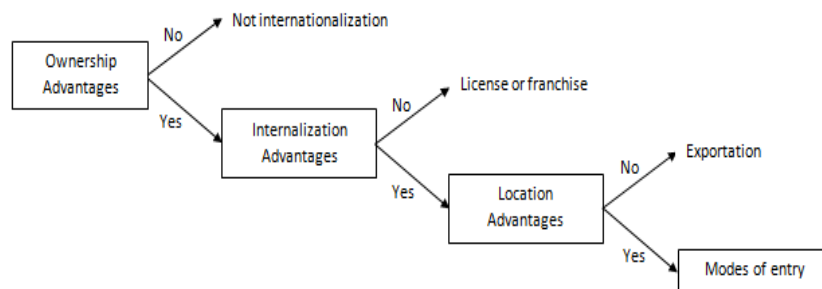 No
Not internationalization
Ownership
Advantages
Yes
No
License or franchise
Internalization
Advantages
Yes
No
Exportation
Location
Advantages
Yes
Modes of entry